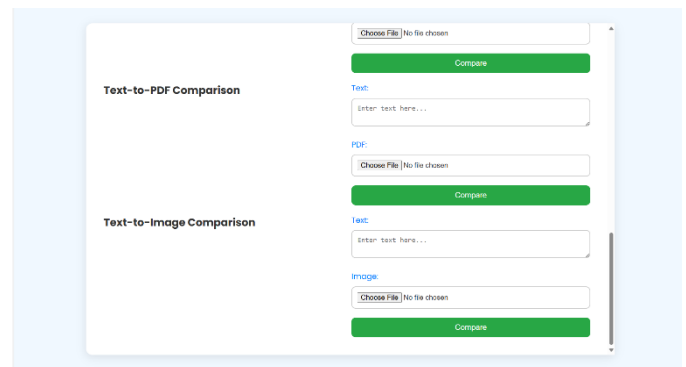 Choose File No file chosen
Compare
Text-to-PDF Comparison
Text:
Enter text here...
PDF:
Choose File No file chosen
Compare
Text-to-Image Comparison
Text:
Enter text here...
Image:
Choose File No file chosen
Compare